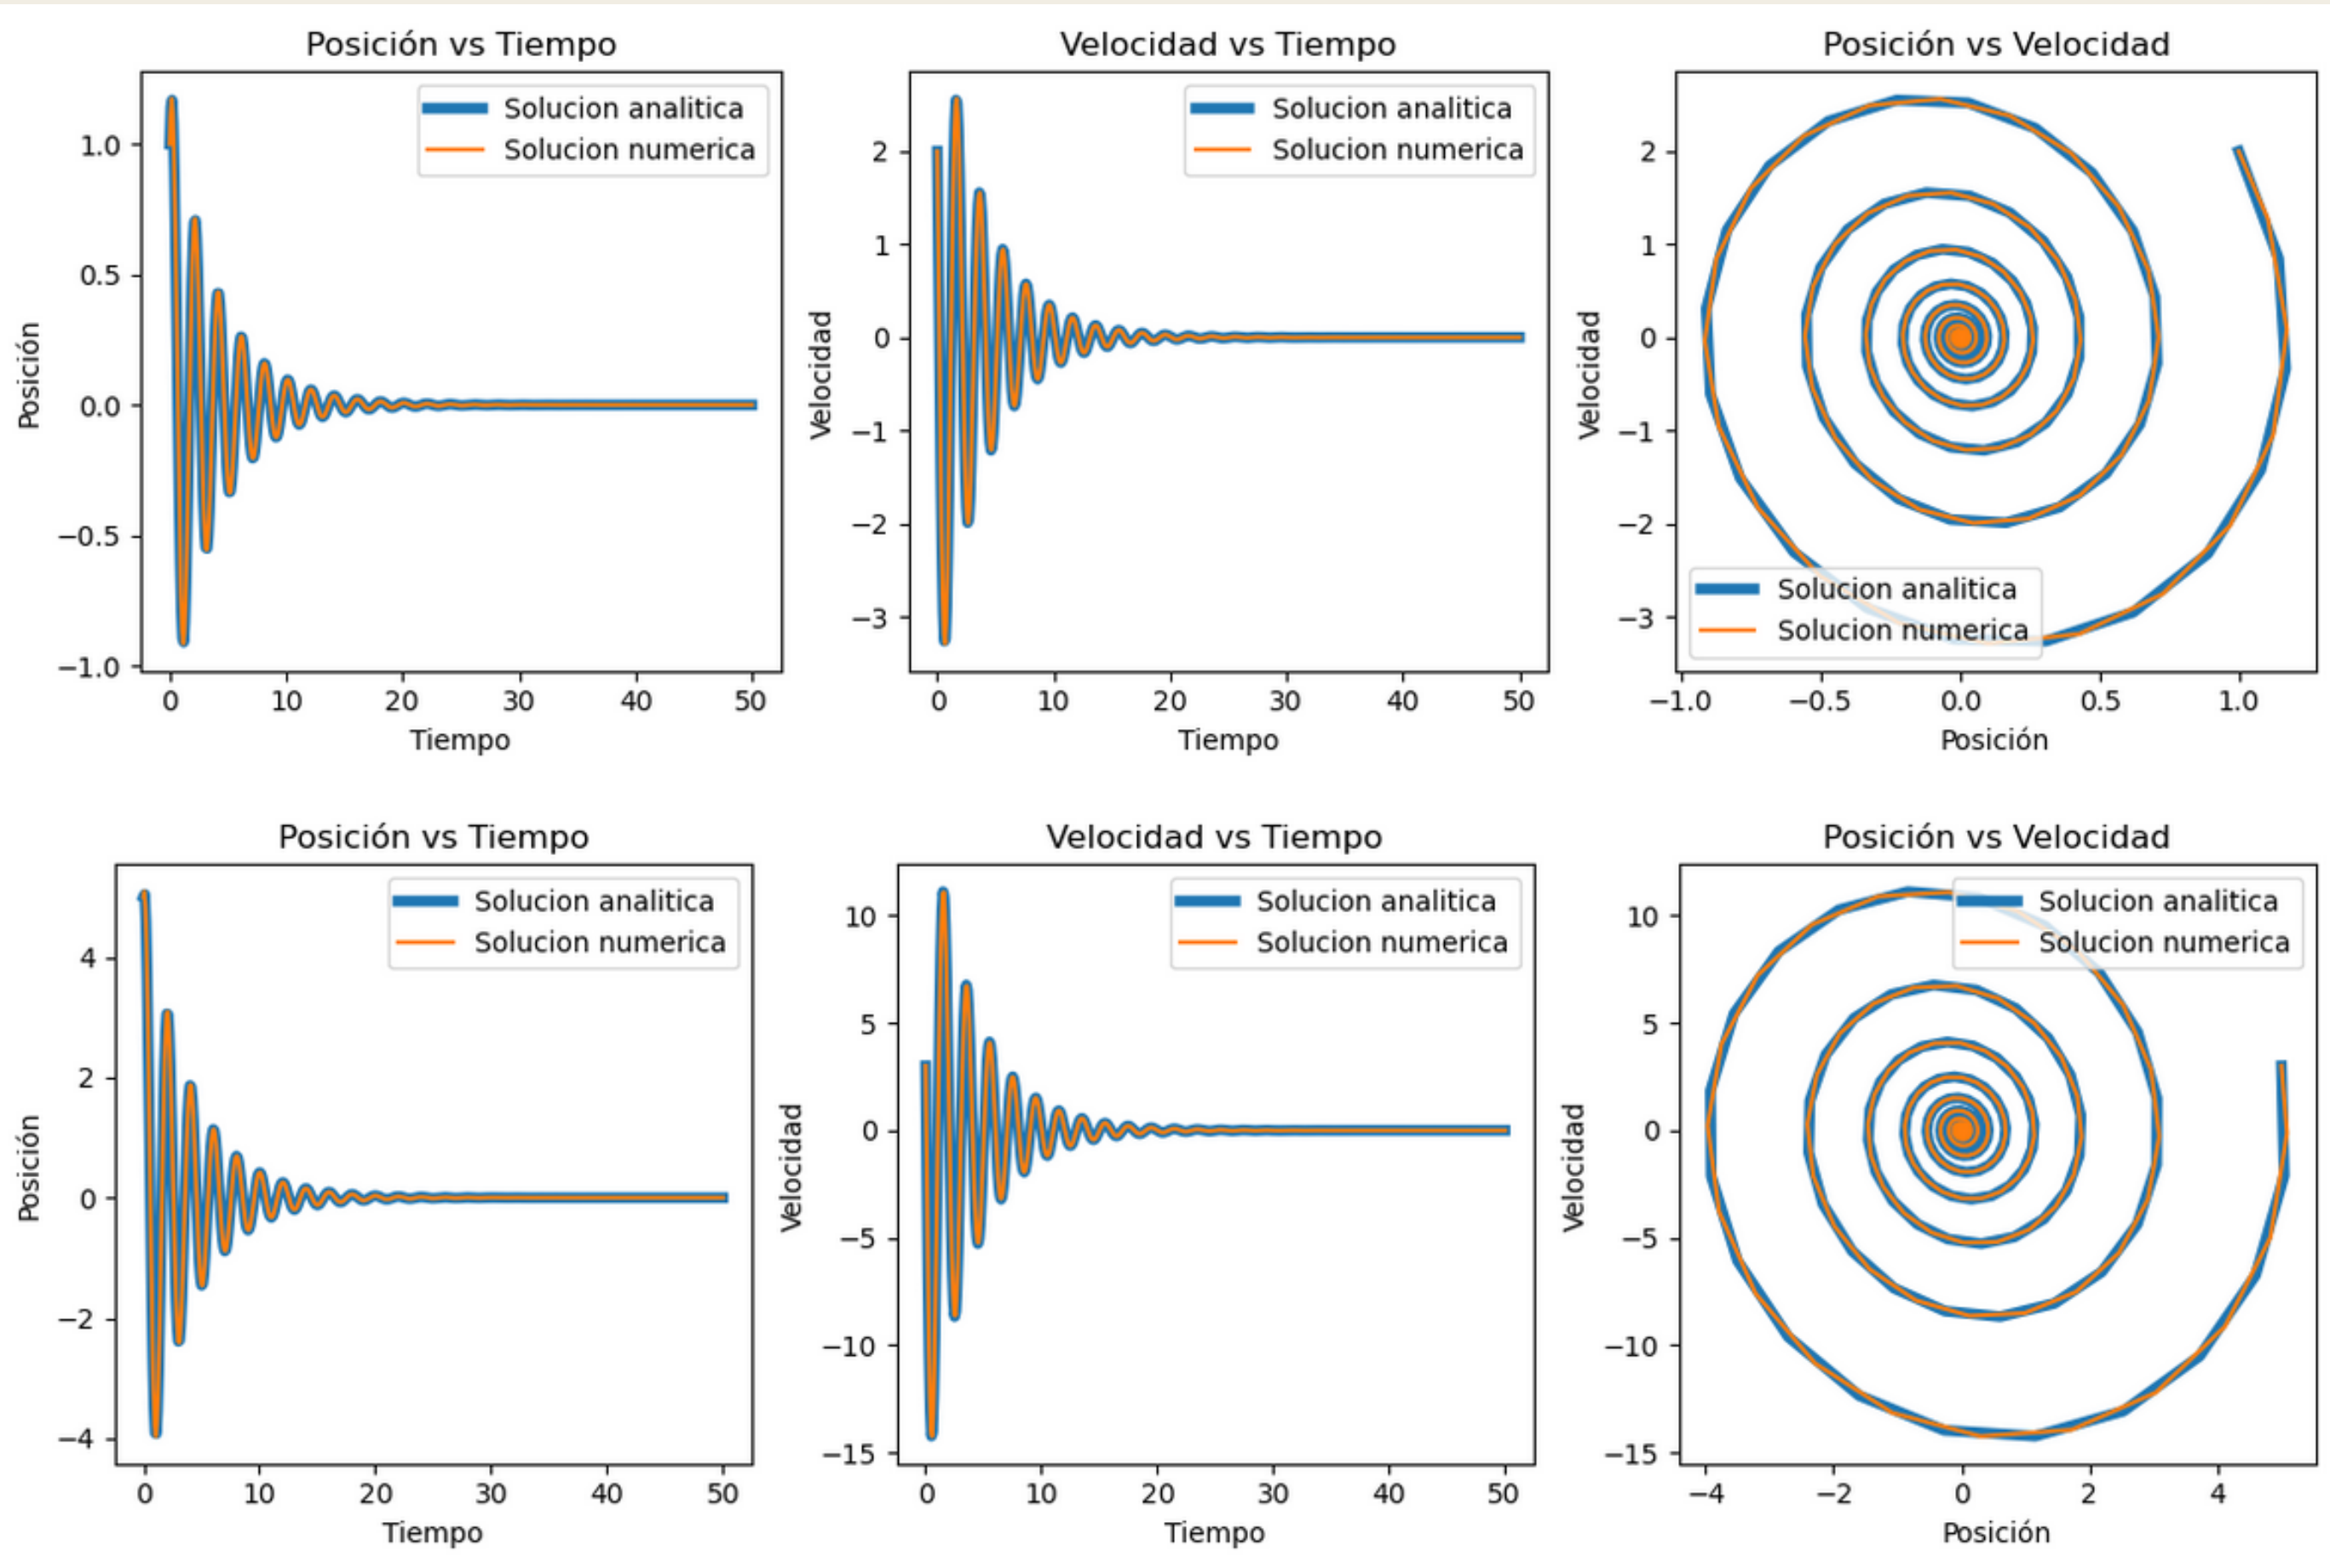 Posición vs Tiempo
Posición
1.0
0.5
0.0
−0.5
−1.0
Solucion analitica
Solucion numerica
0 10 20 30 40 50
Tiempo
Velocidad vs Tiempo
Velocidad
2
1
0
−1
−2
−3
Solucion analitica
Solucion numerica
0 10 20 30 40 50
Tiempo
Posición vs Velocidad
Velocidad
2
1
0
−1
−2
−3
Solucion analitica
Solucion numerica
−1.0 −0.5 0.0 0.5 1.0
Posición
Posición vs Tiempo
Posición
4
2
0
−2
−4
Solucion analitica
Solucion numerica
0 10 20 30 40 50
Tiempo
Velocidad vs Tiempo
Velocidad
10
5
0
−5
−10
−15
Solucion analitica
Solucion numerica
0 10 20 30 40 50
Tiempo
Posición vs Velocidad
Velocidad
10
5
0
−5
−10
−15
Solucion analitica
Solucion numerica
−4 −2 0 2 4
Posición